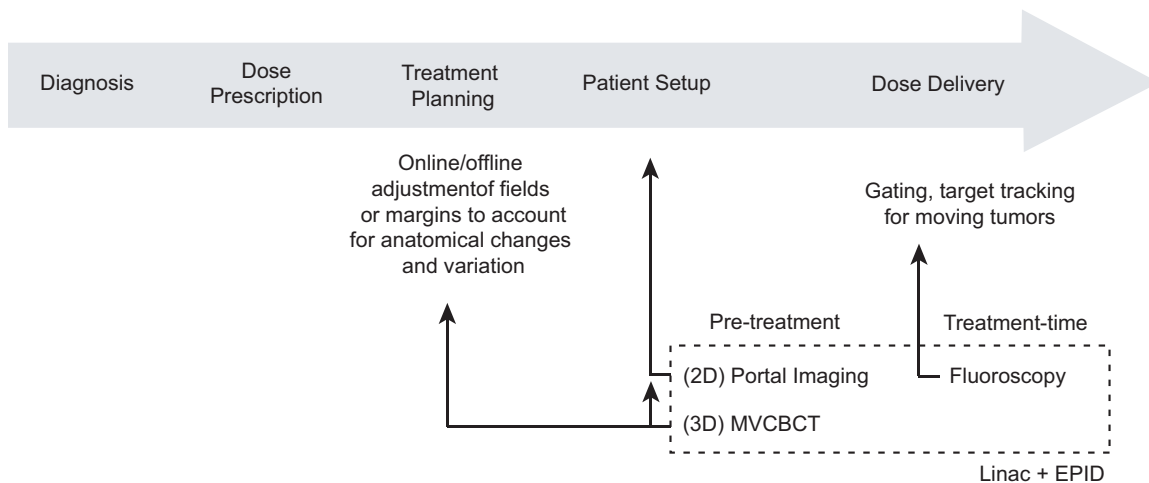 Diagnosis
Dose
Prescription
Treatment
Planning
Patient Setup
Dose Delivery
Online/offline
adjustmentof fields
or margins to account
for anatomical changes
and variation
Gating, target tracking
for moving tumors
Pre-treatment
Treatment-time
(2D) Portal Imaging
Fluoroscopy
(3D) MVCBCT
Linac + EPID